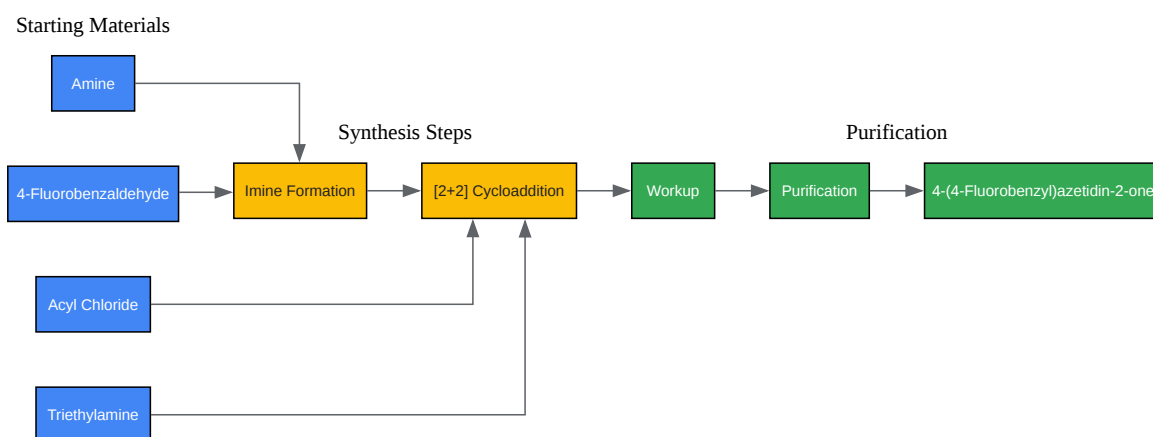 Starting Materials
Amine
Synthesis Steps
Purification
4-Fluorobenzaldehyde
Imine Formation
[2+2] Cycloaddition
Workup
Purification
4-(4-Fluorobenzyl)azetidin-2-one
Acyl Chloride
Triethylamine